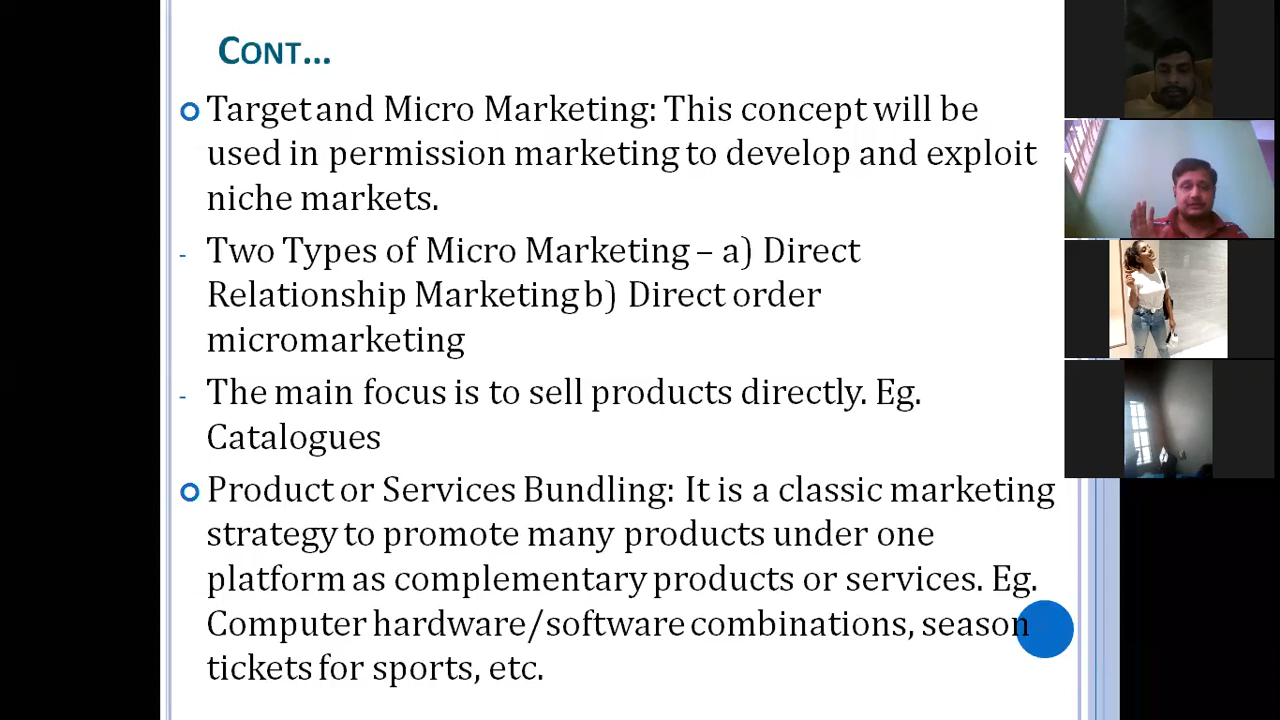 CONT...
Target and Micro Marketing: This concept will be
used in permission marketing to develop and exploit
niche markets.
- Two Types of Micro Marketing – a) Direct
Relationship Marketing b) Direct order
micromarketing
- The main focus is to sell products directly. Eg.
Catalogues
Product or Services Bundling: It is a classic marketing
strategy to promote many products under one
platform as complementary products or services. Eg.
Computer hardware/software combinations, season
tickets for sports, etc.